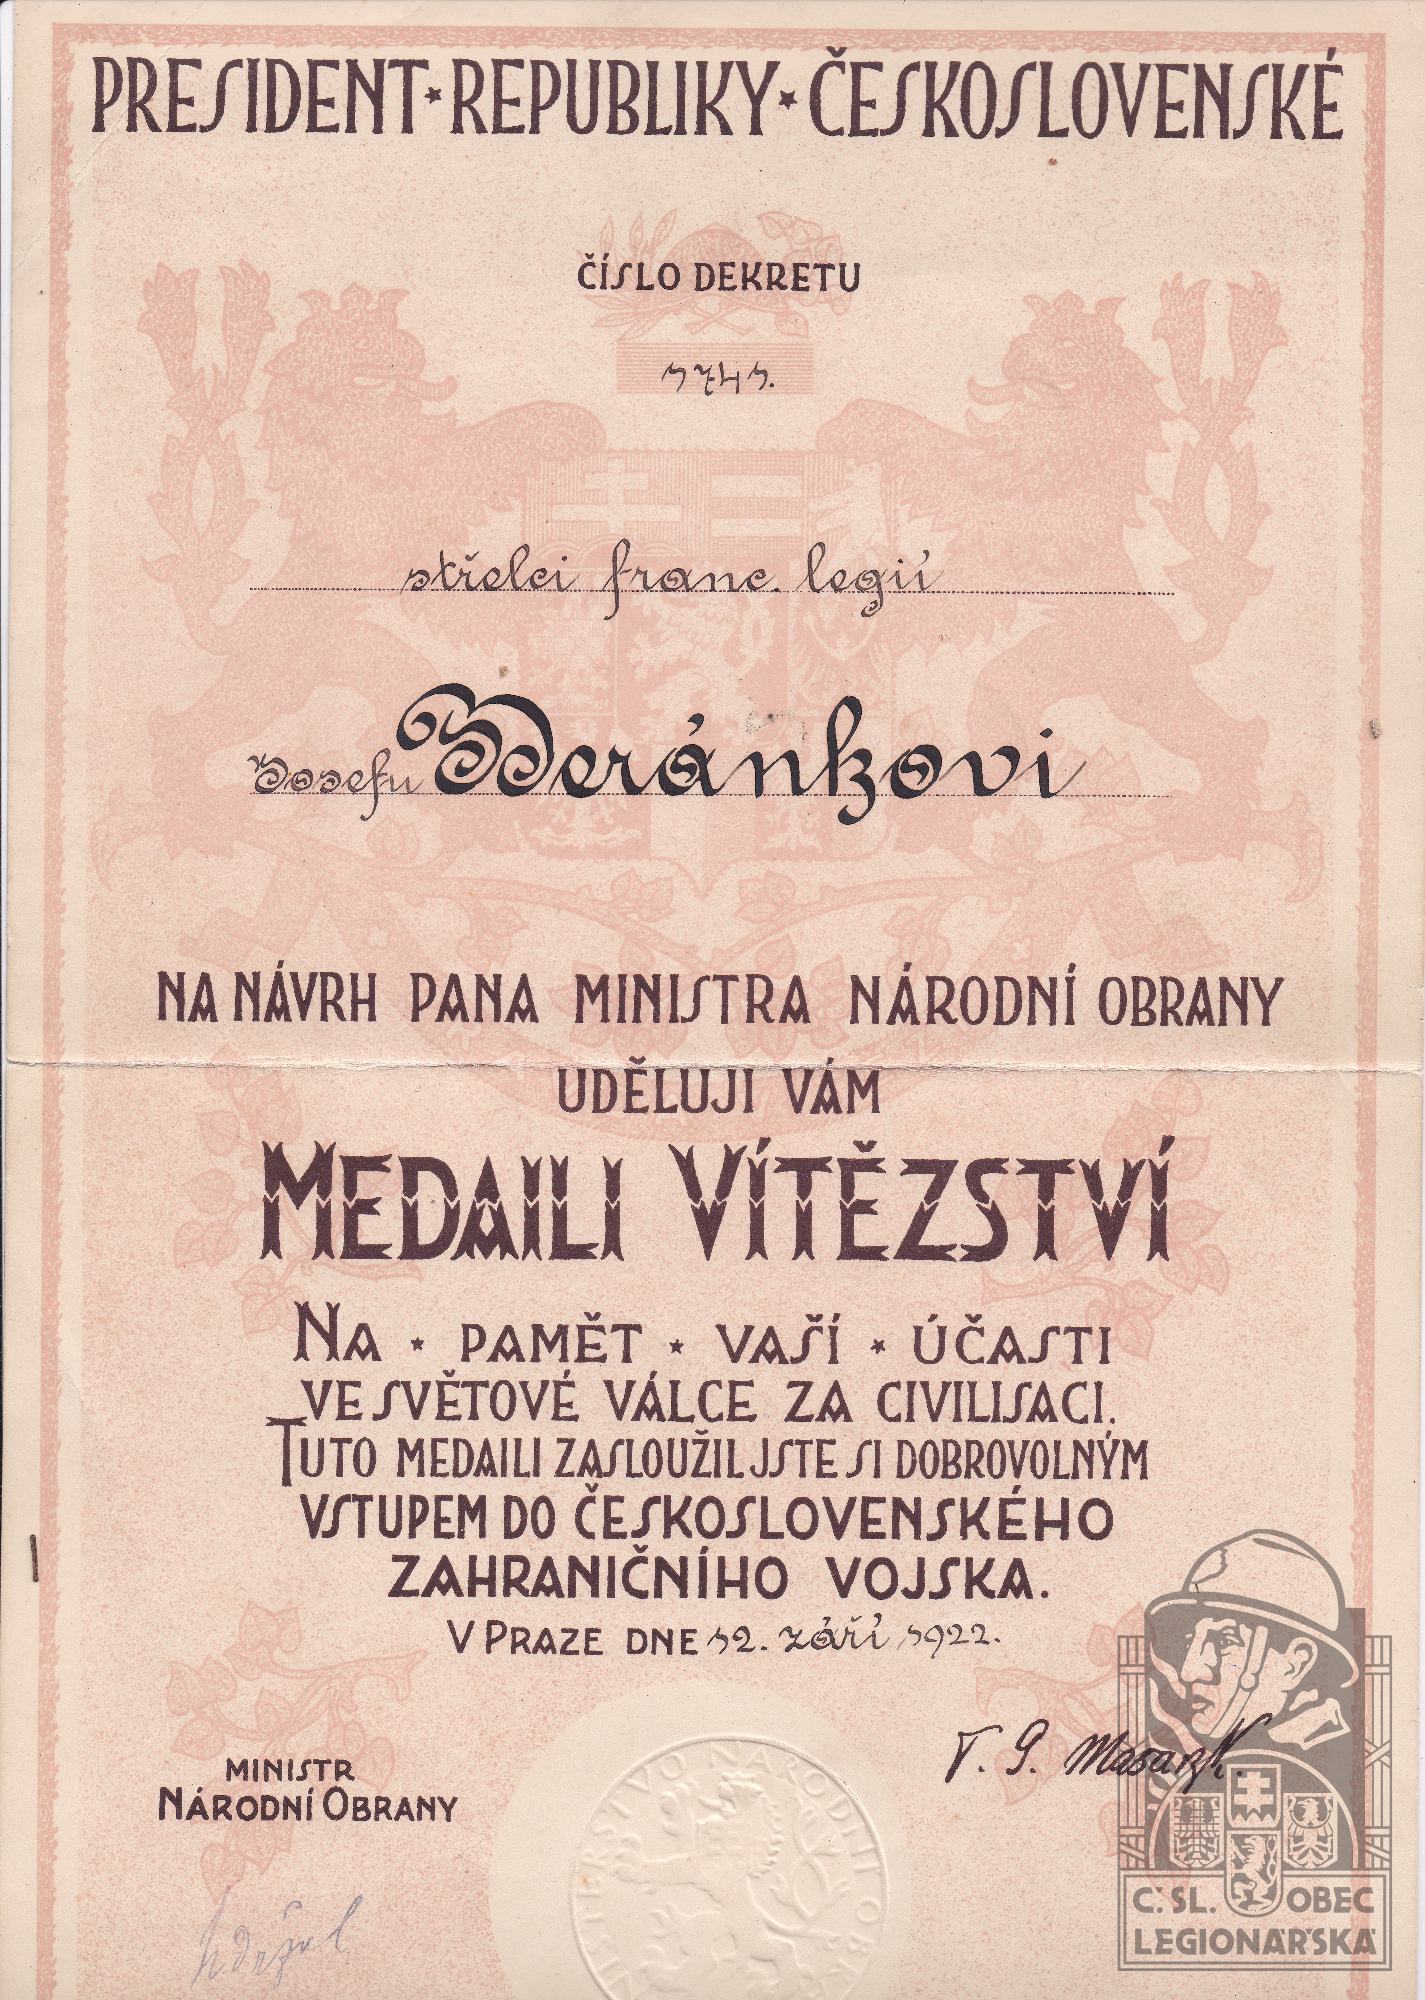 PRESIDENT ★ REPUBLIKY ★ ČESKOSLOVENSKÉ
ČÍSLO DEKRETU
1741.
střelci franc. legií
Josefu Beránkovi
NA NÁVRH PANA MINISTRA NÁRODNÍ OBRANY
UDĚLUJI VÁM
MEDAILI VÍTĚZSTVÍ
NA ★ PAMĚT ★ VAŠÍ ★ ÚČASTI
VE SVĚTOVÉ VÁLCE ZA CIVILISACI.
TUTO MEDAILI ZASLOUŽIL JSTE SI DOBROVOLNÝM
VSTUPEM DO ČESKOSLOVENSKÉHO
ZAHRANIČNÍHO VOJSKA.
V PRAZE DNE 12. září 1922.
T. G. Masaryk.
MINISTR
NÁRODNÍ OBRANY
Č. SL. OBEC
LEGIONÁŘSKÁ